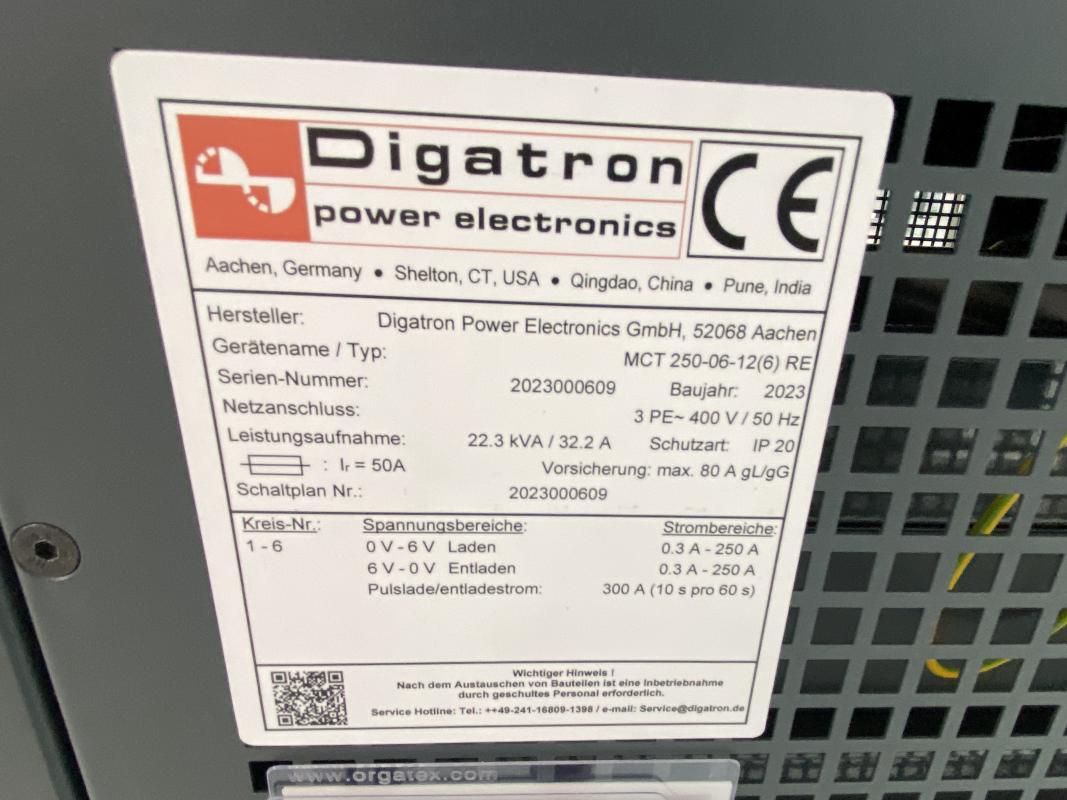 Digatron
power electronics
CE
Aachen, Germany • Shelton, CT, USA • Qingdao, China • Pune, India
Hersteller: Digatron Power Electronics GmbH, 52068 Aachen
Gerätename / Typ: MCT 250-06-12(6) RE
Serien-Nummer: 2023000609 Baujahr: 2023
Netzanschluss: 3 PE~ 400 V / 50 Hz
Leistungsaufnahme: 22.3 kVA / 32.2 A Schutzart: IP 20
: Ir = 50A Vorsicherung: max. 80 A gL/gG
Schaltplan Nr.: 2023000609
Kreis-Nr.: Spannungsbereiche: Strombereiche:
1 - 6 0 V - 6 V Laden 0.3 A - 250 A
6 V - 0 V Entladen 0.3 A - 250 A
Pulslade/entladestrom: 300 A (10 s pro 60 s)
Wichtiger Hinweis !
Nach dem Austauschen von Bauteilen ist eine Inbetriebnahme
durch geschultes Personal erforderlich.
Service Hotline: Tel.: ++49-241-16809-1398 / e-mail: Service@digatron.de
www.orgatex.com